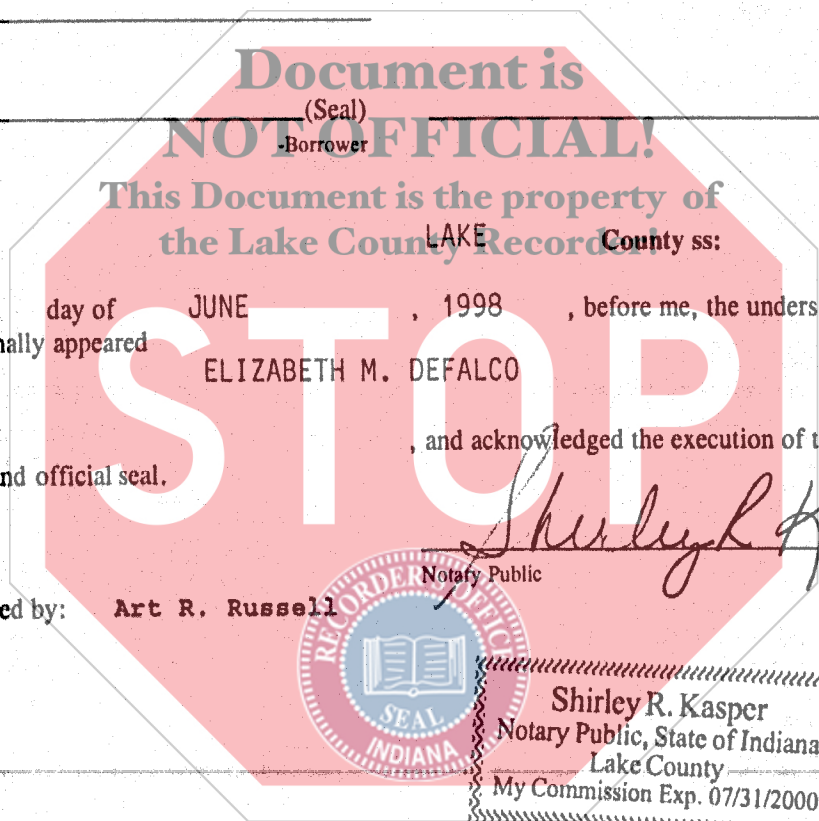 Document is
(Seal)
NOT OFFICIAL!
-Borrower
This Document is the property of
the Lake County Recorder!
LAKE County ss:
day of JUNE , 1998 , before me, the unders
nally appeared
ELIZABETH M. DEFALCO
STOP
, and acknowledged the execution of t
nd official seal.
Shirley R K
Notary Public
ed by: Art R. Russell
RECORDER'S OFFICE
SEAL
INDIANA
Shirley R. Kasper
Notary Public, State of Indiana
Lake County
My Commission Exp. 07/31/2000